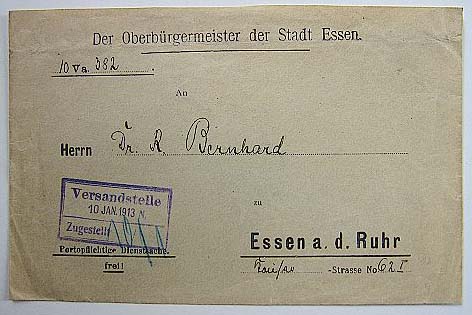 Der Oberbürgermeister der Stadt Essen.
10 Va. 382.
An
Herrn Dr. R. Bernhard
Versandstelle
10 JAN. 1913 N.
Zugestellt
zu
Portopflichtige Dienstsache.
frei!
Essen a. d. Ruhr
-Strasse No 62 I